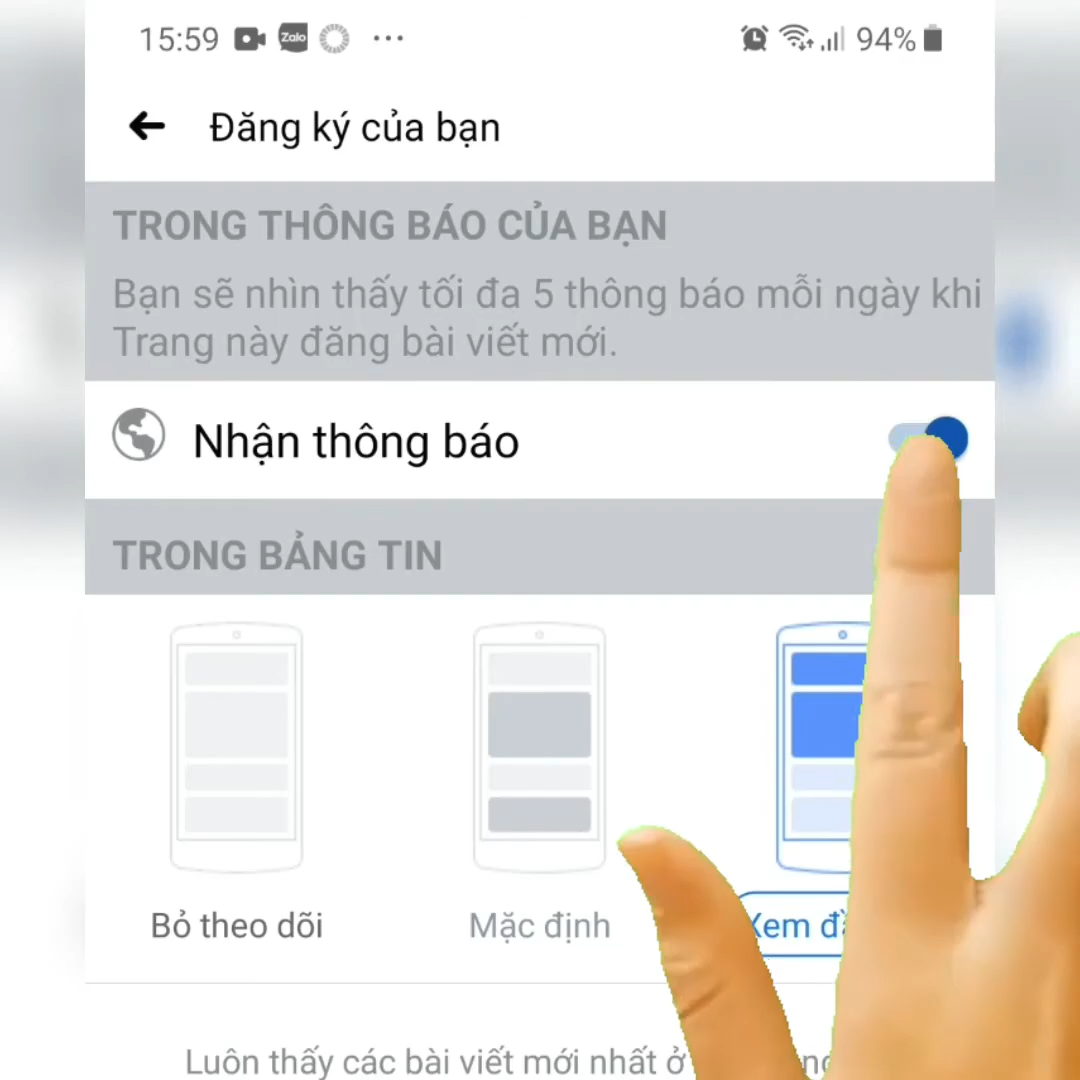 15:59 Zalo ... 94%
Đăng ký của bạn
TRONG THÔNG BÁO CỦA BẠN
Bạn sẽ nhìn thấy tối đa 5 thông báo mỗi ngày khi
Trang này đăng bài viết mới.
Nhận thông báo
TRONG BẢNG TIN
Bỏ theo dõi Mặc định Xem
Luôn thấy các bài viết mới nhất ở